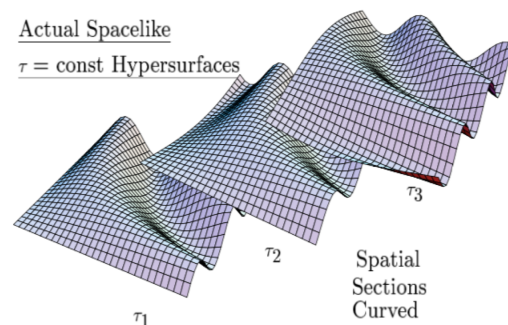 Actual Spacelike
τ = const Hypersurfaces
τ3
τ2
Spatial
Sections
Curved
τ1